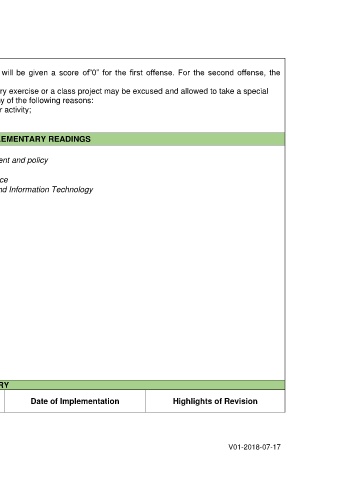 will be given a score of"0" for the first offense. For the second offense, the
ry exercise or a class project may be excused and allowed to take a special
y of the following reasons:
r activity;
EMENTARY READINGS
ent and policy
ce
nd Information Technology
RY
Date of Implementation
Highlights of Revision
V01-2018-07-17